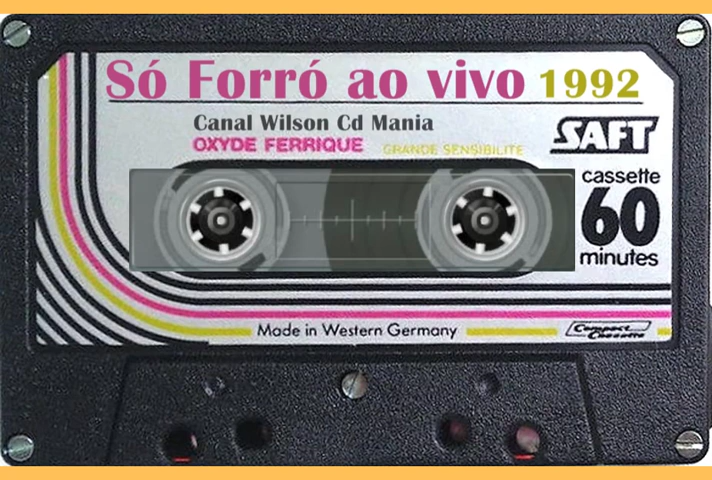 Só Forró ao vivo 1992
Canal Wilson Cd Mania
OXYDE FERRIQUE GRANDE SENSIBILITE
SAFT
cassette
60
minutes
Made in Western Germany
Compact
Cassette